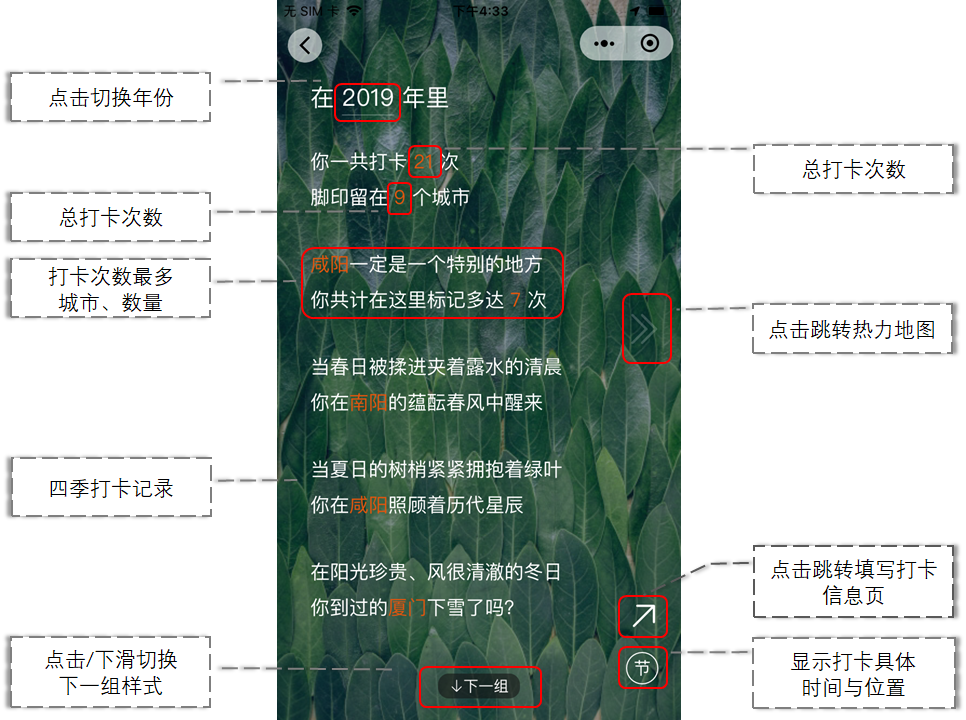 无 SIM 卡
下午4:33
在 2019 年里
你一共打卡 21 次
脚印留在 9 个城市
咸阳一定是一个特别的地方
你共计在这里标记多达 7 次
当春日被揉进夹着露水的清晨
你在南阳的蕴酝春风中醒来
当夏日的树梢紧紧拥抱着绿叶
你在咸阳照顾着历代星辰
在阳光珍贵、风很清澈的冬日
你到过的厦门下雪了吗?
节
↓下一组
点击切换年份
总打卡次数
打卡次数最多
城市、数量
四季打卡记录
点击/下滑切换
下一组样式
总打卡次数
点击跳转热力地图
点击跳转填写打卡
信息页
显示打卡具体
时间与位置